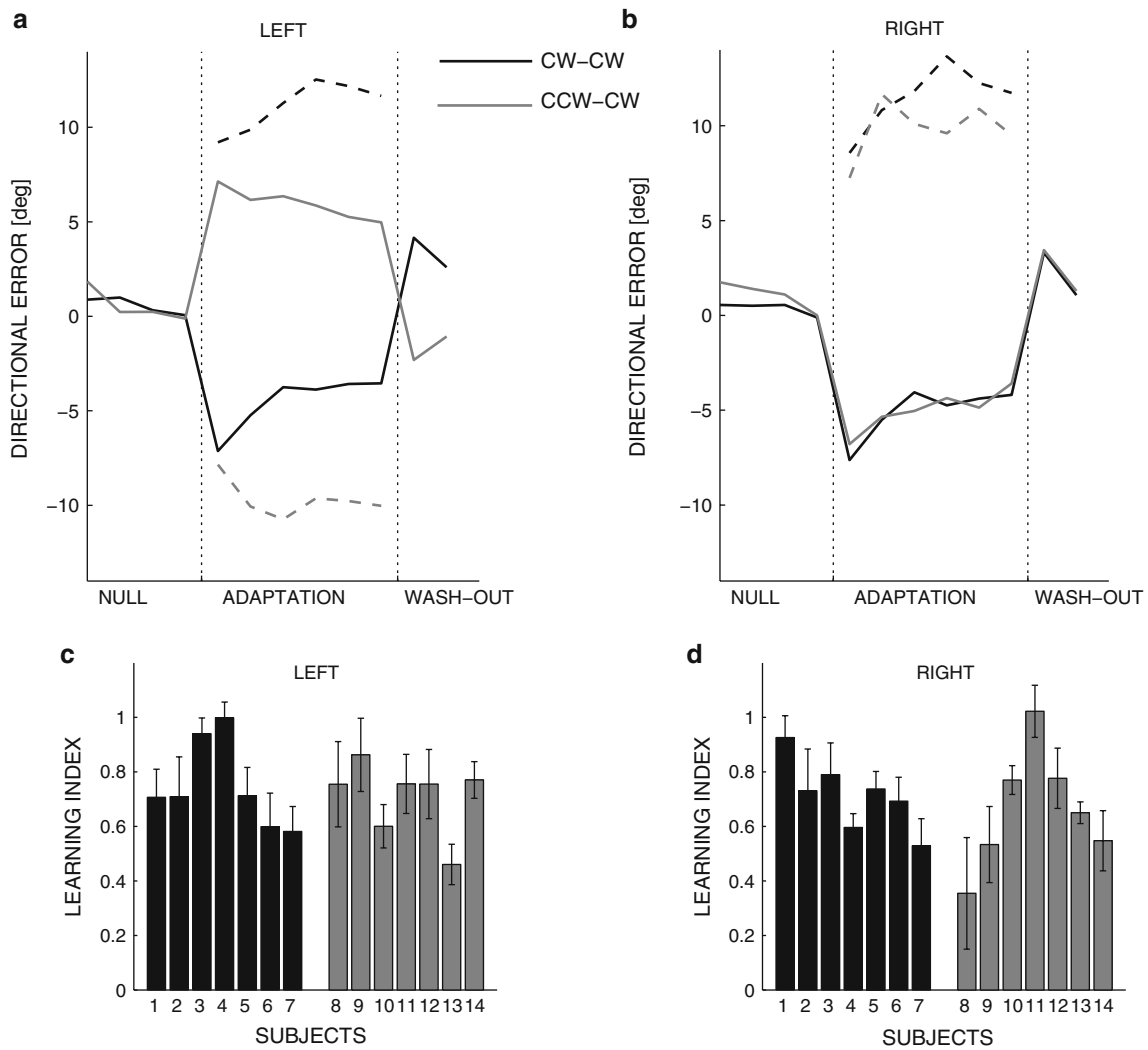 a
LEFT
CW–CW
CCW–CW
DIRECTIONAL ERROR [deg]
10
5
0
−5
−10
NULL
ADAPTATION
WASH–OUT
b
RIGHT
DIRECTIONAL ERROR [deg]
10
5
0
−5
−10
NULL
ADAPTATION
WASH–OUT
c
LEFT
LEARNING INDEX
1
0.8
0.6
0.4
0.2
0
1 2 3 4 5 6 7 8 9 10 11 12 13 14
SUBJECTS
d
RIGHT
LEARNING INDEX
1
0.8
0.6
0.4
0.2
0
1 2 3 4 5 6 7 8 9 10 11 12 13 14
SUBJECTS